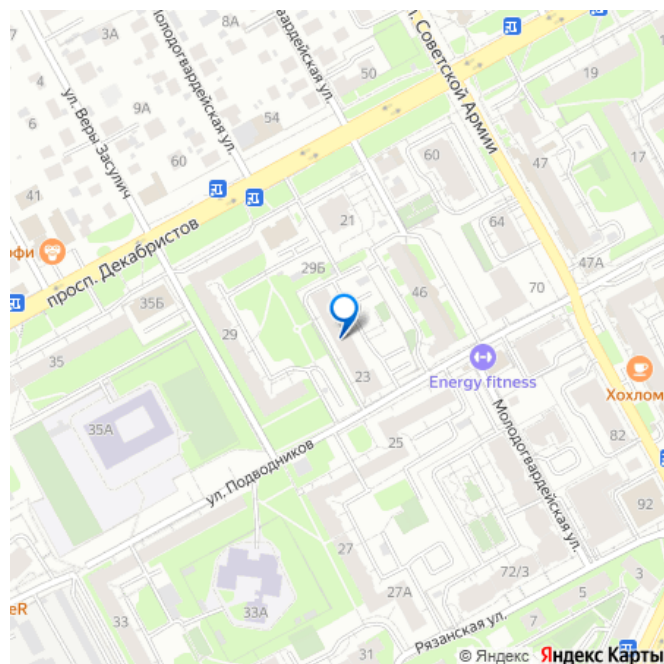 3А
8А
4
6
9А
54
50
60
41
ул. Веры Засулич
Молодогвардейская ул.
вардейская ул.
л. Советской Армии
19
17
60
47
64
47А
70
21
29Б
офи
просп. Декабристов
35Б
35
29
46
23
Energy fitness
Хохлом
35А
ул. Подводников
25
82
92
Молодогвардейская ул.
27
27А
72/3
3
5
7
33А
33
eR
31
Рязанская ул.
© Яндекс Яндекс Карты